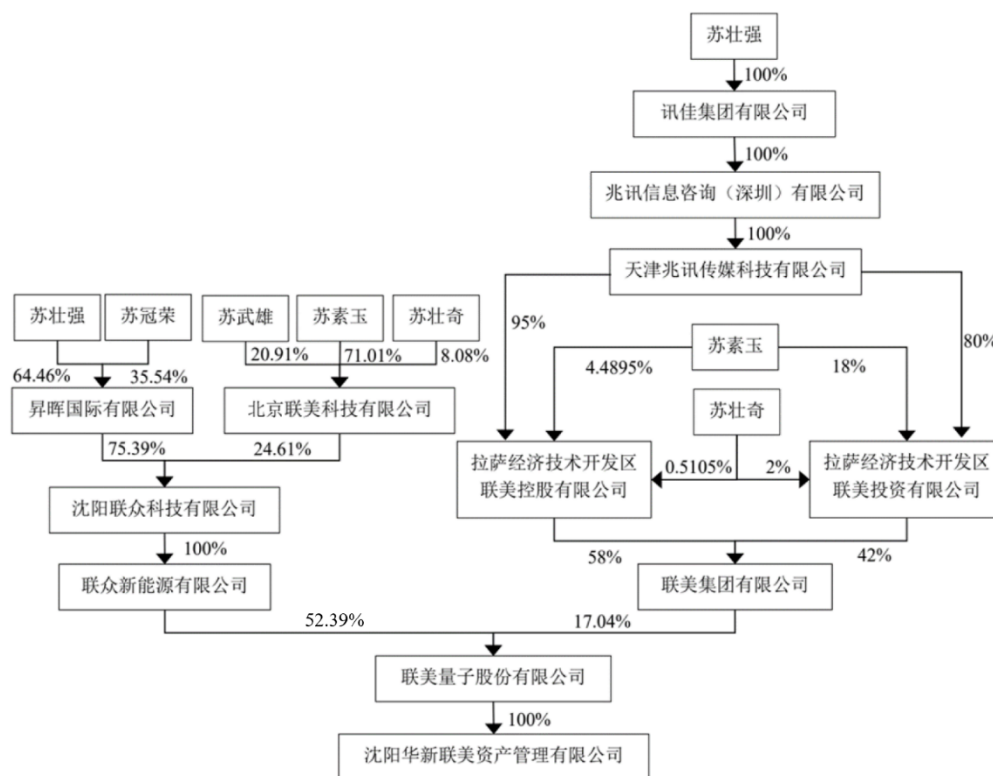 苏壮强
100%
讯佳集团有限公司
100%
兆讯信息咨询（深圳）有限公司
100%
天津兆讯传媒科技有限公司
苏壮强
苏冠荣
苏武雄
苏素玉
苏壮奇
95%
苏素玉
80%
64.46%
35.54%
20.91%
71.01%
8.08%
4.4895%
18%
昇晖国际有限公司
北京联美科技有限公司
苏壮奇
75.39%
24.61%
拉萨经济技术开发区
联美控股有限公司
0.5105%
2%
拉萨经济技术开发区
联美投资有限公司
沈阳联众科技有限公司
100%
58%
42%
联众新能源有限公司
联美集团有限公司
52.39%
17.04%
联美量子股份有限公司
100%
沈阳华新联美资产管理有限公司